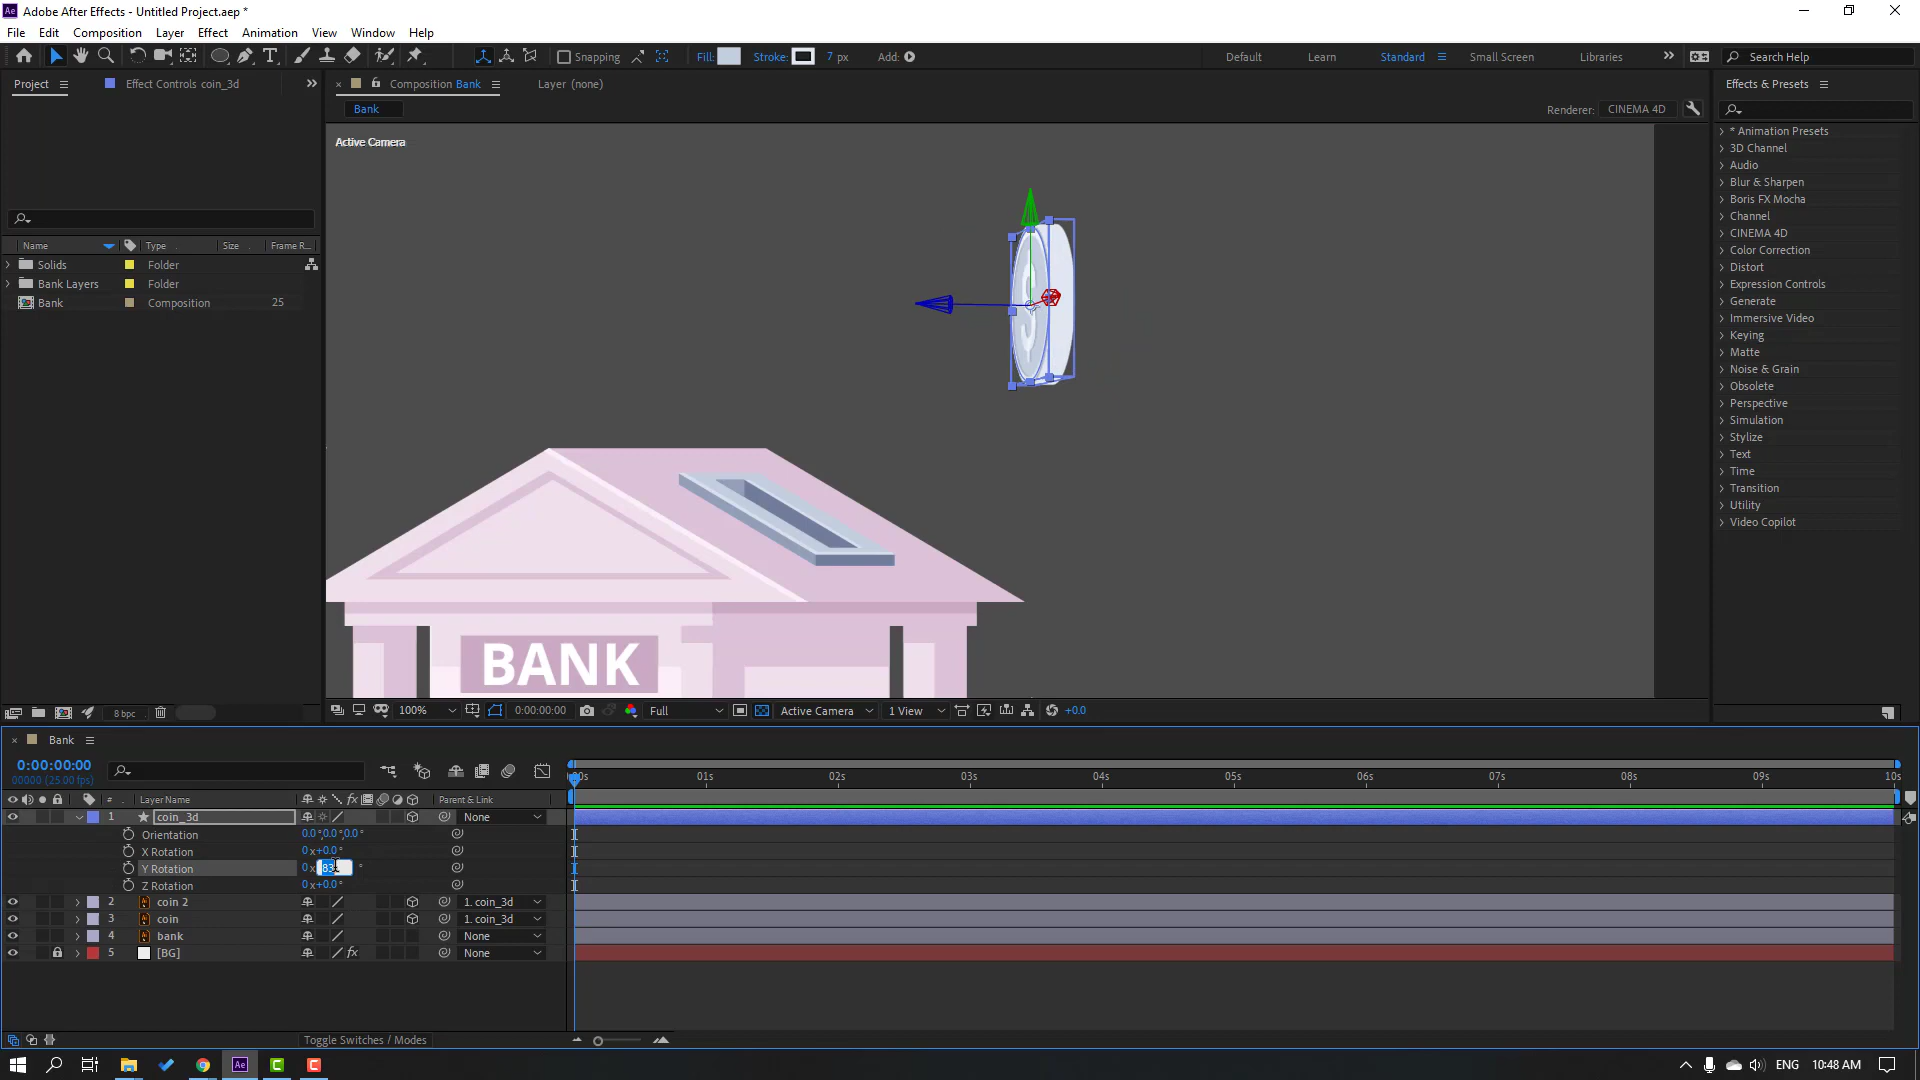 Adobe After Effects - Untitled Project.aep *
File Edit Composition Layer Effect Animation View Window Help
Snapping Fill: Stroke: 7 px Add: Default Learn Standard Small Screen Libraries Search Help
Project Effect Controls coin_3d
Composition Bank Layer (none)
Effects & Presets
Bank
Renderer: CINEMA 4D
Active Camera
Name Type Size Frame R...
Solids Folder
Bank Layers Folder
Bank Composition 25
* Animation Presets
3D Channel
Audio
Blur & Sharpen
Boris FX Mocha
Channel
CINEMA 4D
Color Correction
Distort
Expression Controls
Generate
Immersive Video
Keying
Matte
Noise & Grain
Obsolete
Perspective
Simulation
Stylize
Text
Time
Transition
Utility
Video Copilot
BANK
8 bpc
100% 0:00:00:00 Full Active Camera 1 View +0.0
Bank
0:00:00:00
00000 (25.00 fps)
:00s 01s 02s 03s 04s 05s 06s 07s 08s 09s 10s
# Layer Name fx Parent & Link
1 coin_3d None
Orientation 0.0°,0.0°,0.0°
X Rotation 0x+0.0°
Y Rotation 0x 83 °
Z Rotation 0x+0.0°
2 coin 2 1. coin_3d
3 coin 1. coin_3d
4 bank None
5 [BG] fx None
Toggle Switches / Modes
ENG 10:48 AM